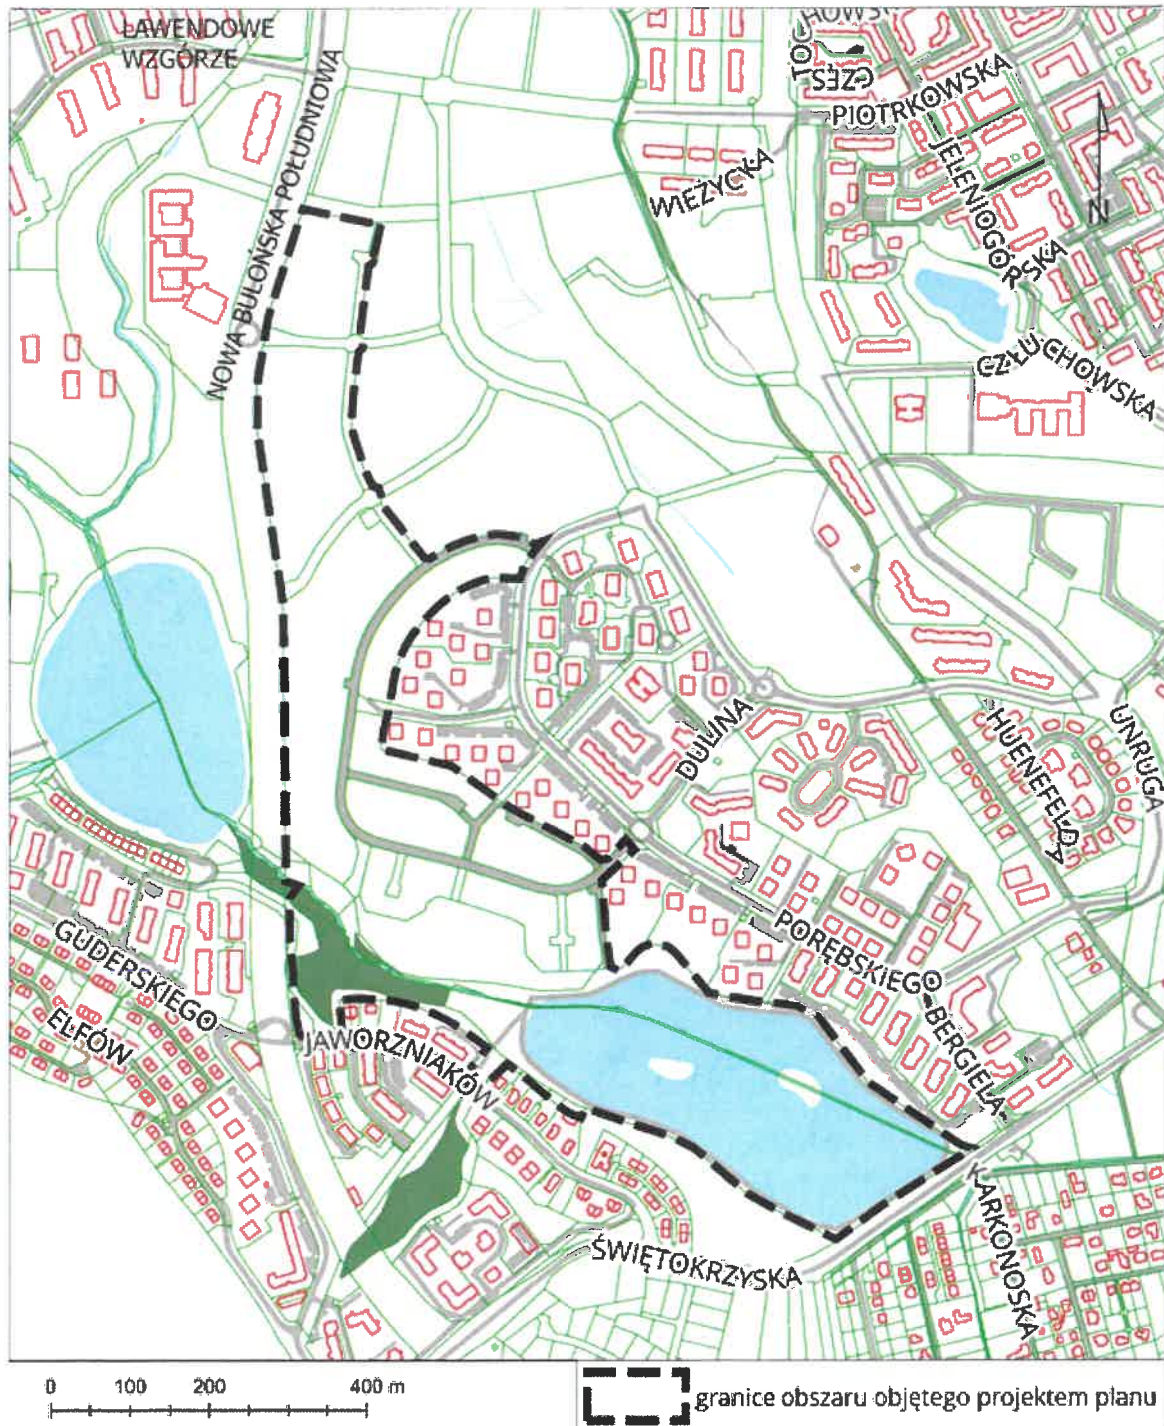 ŁAWENDOWE
WZGÓRZE
NOWA BULOŃSKA POŁUDNIOWA
CZĘS
TOCHOWSK
PIOTRKOWSKA
JELENIOGÓRSKA
WIEŻYCKA
N
CZŁUCHOWSKA
DULINA
HUENEFELDA
UNRUGA
PORĘBSKIEGO
BERGIELA
GUDERSKIEGO
ELFÓW
JAWORZNIAKÓW
ŚWIĘTOKRZYSKA
KARKONOSKA
0 100 200 400 m
granice obszaru objętego projektem planu